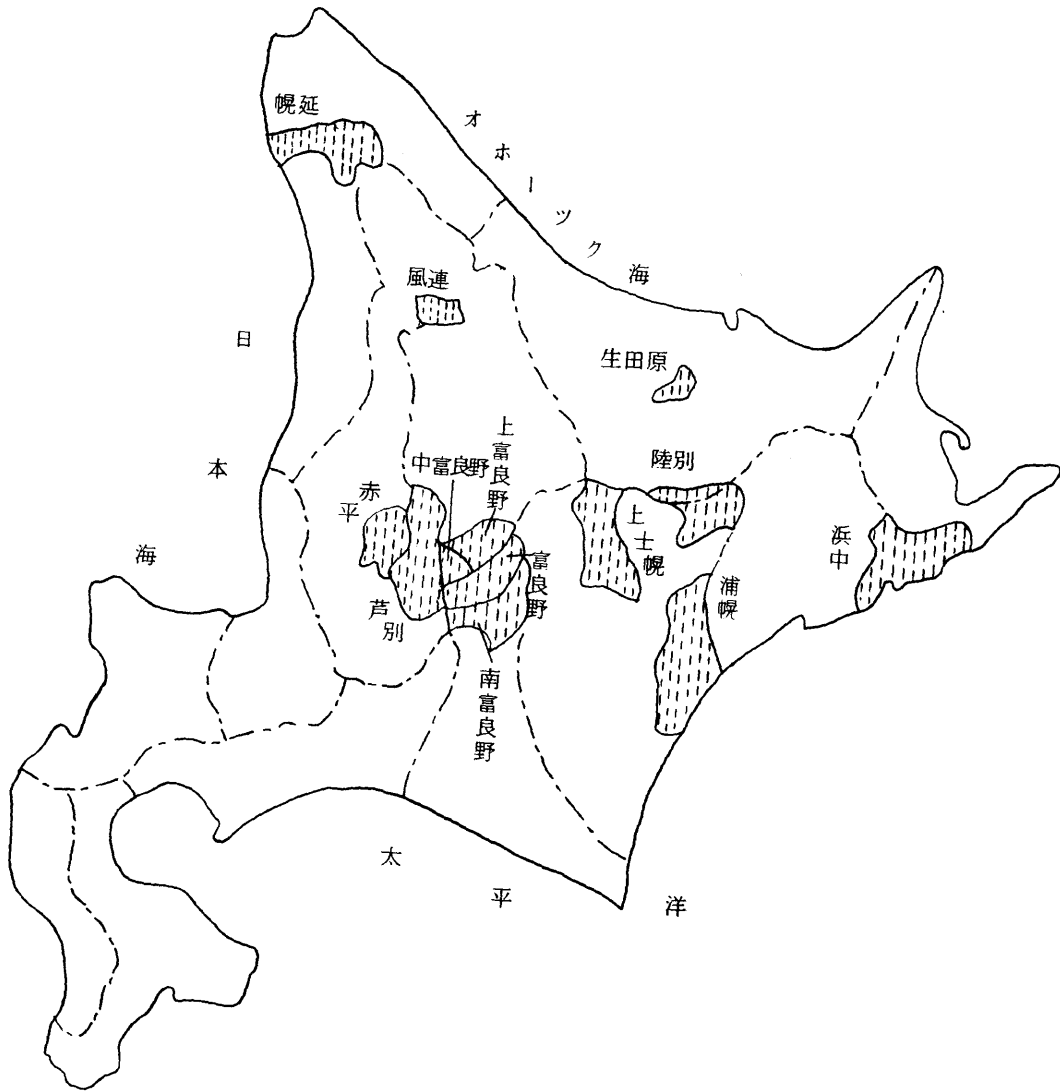 幌延
オホーツク海
風連
日本海
生田原
上富良野
中富良野
陸別
赤平
上士幌
浜中
富良野
浦幌
芦別
南富良野
太平洋